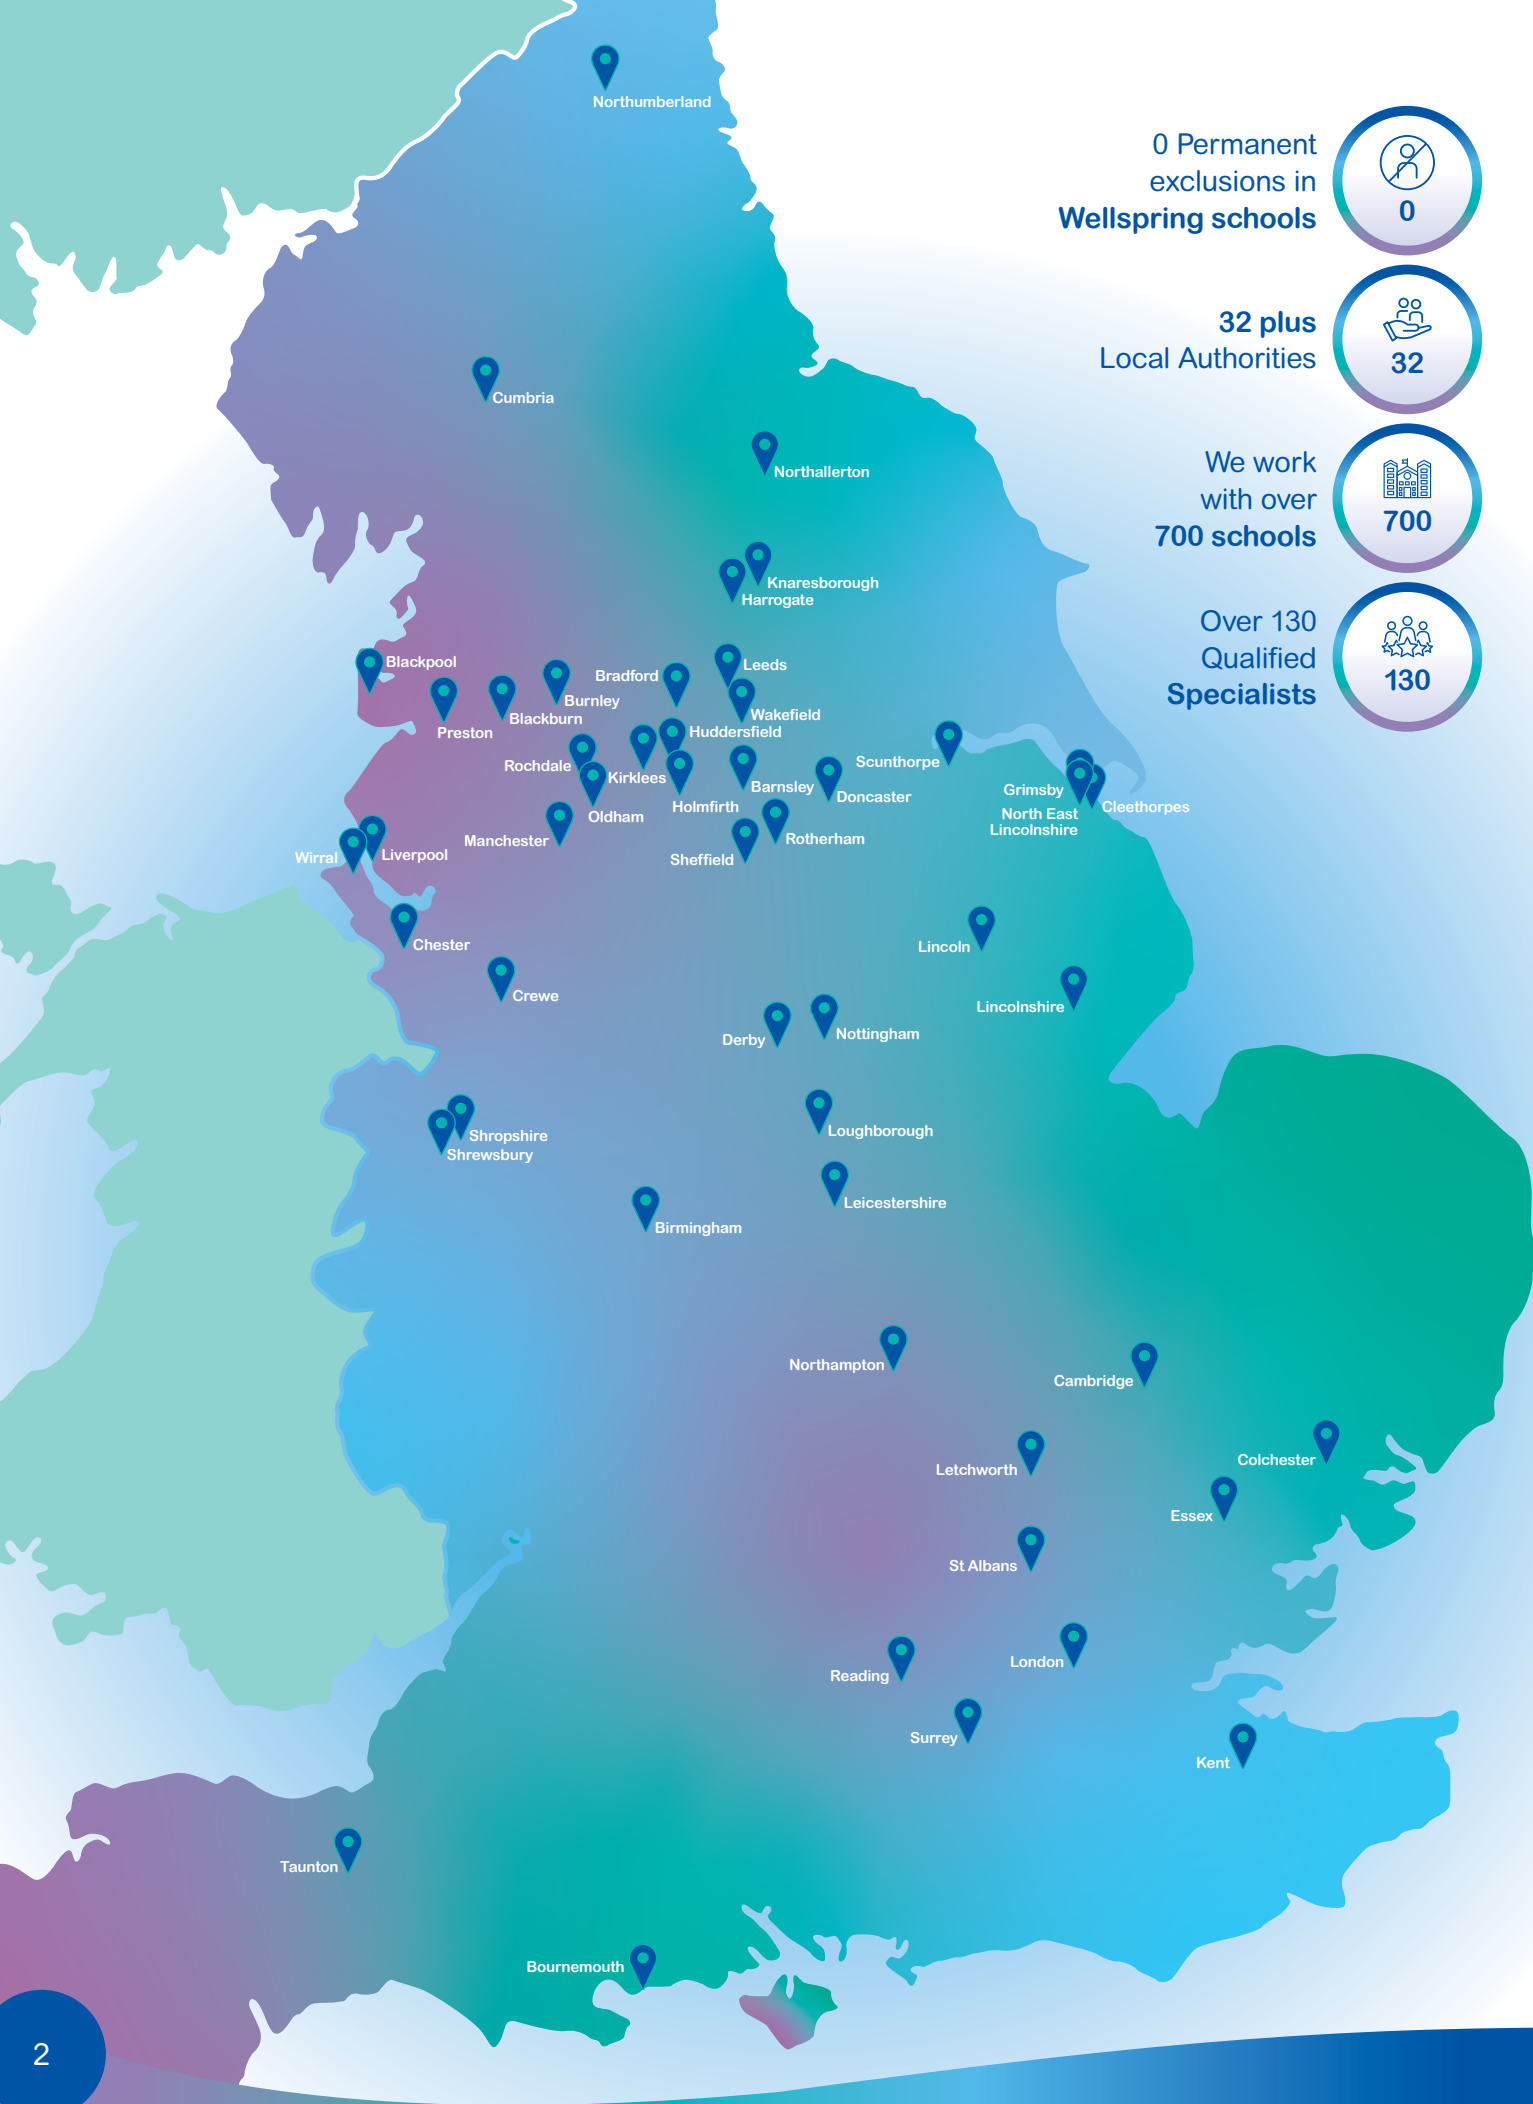 Northumberland
0 Permanent
exclusions in
Wellspring schools
0
32 plus
Local Authorities
32
Cumbria
We work
with over
700 schools
700
Northallerton
Knaresborough
Harrogate
Over 130
Qualified
Specialists
130
Blackpool
Bradford
Leeds
Burnley
Blackburn
Wakefield
Preston
Huddersfield
Rochdale
Kirklees
Scunthorpe
Barnsley
Doncaster
Grimsby
Holmfirth
Cleethorpes
Oldham
North East
Lincolnshire
Manchester
Rotherham
Wirral
Liverpool
Sheffield
Chester
Lincoln
Crewe
Lincolnshire
Derby
Nottingham
Shropshire
Shrewsbury
Loughborough
Leicestershire
Birmingham
Northampton
Cambridge
Letchworth
Colchester
Essex
St Albans
London
Reading
Surrey
Kent
Taunton
Bournemouth
2